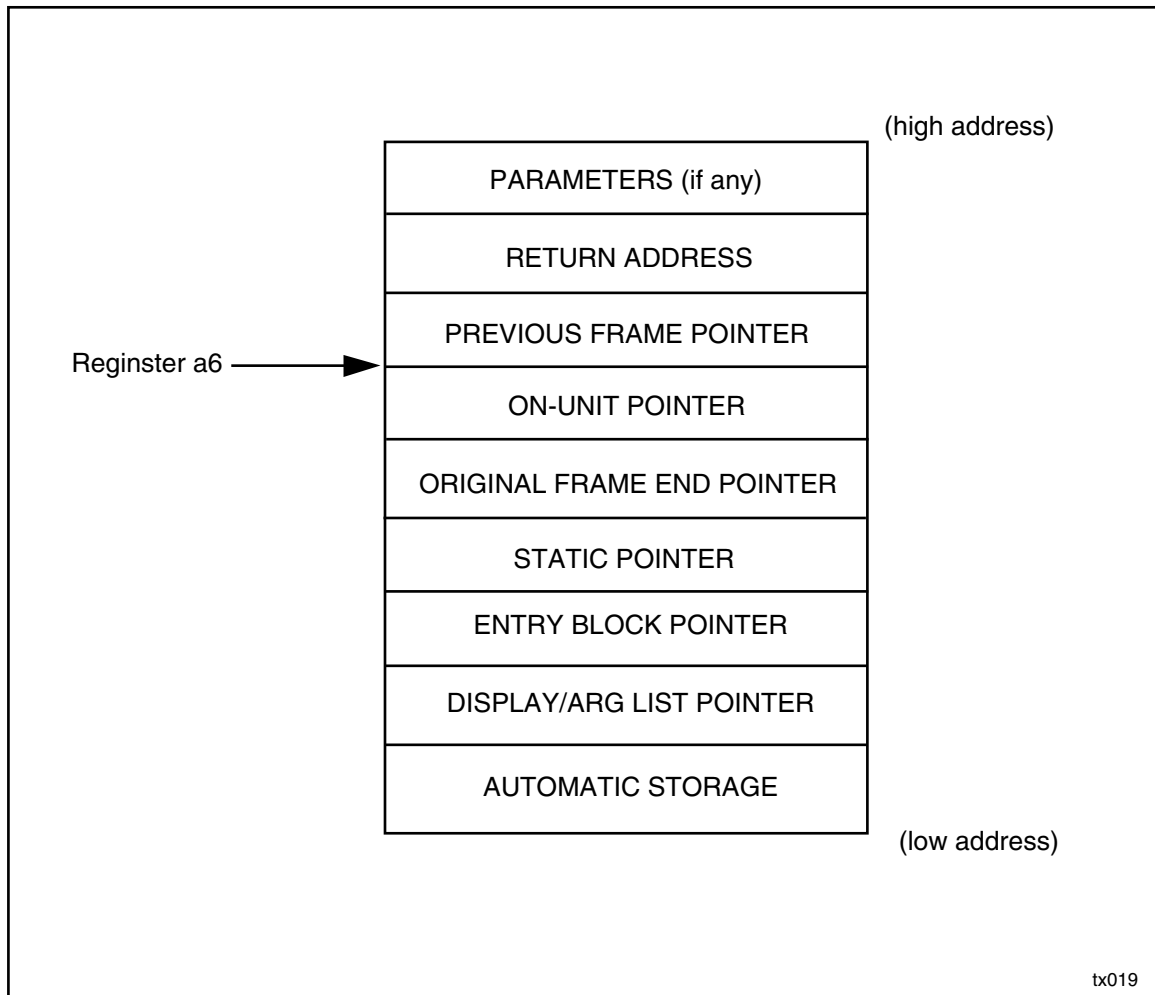 (high address)
PARAMETERS (if any)
RETURN ADDRESS
PREVIOUS FRAME POINTER
Reginster a6
ON-UNIT POINTER
ORIGINAL FRAME END POINTER
STATIC POINTER
ENTRY BLOCK POINTER
DISPLAY/ARG LIST POINTER
AUTOMATIC STORAGE
(low address)
tx019